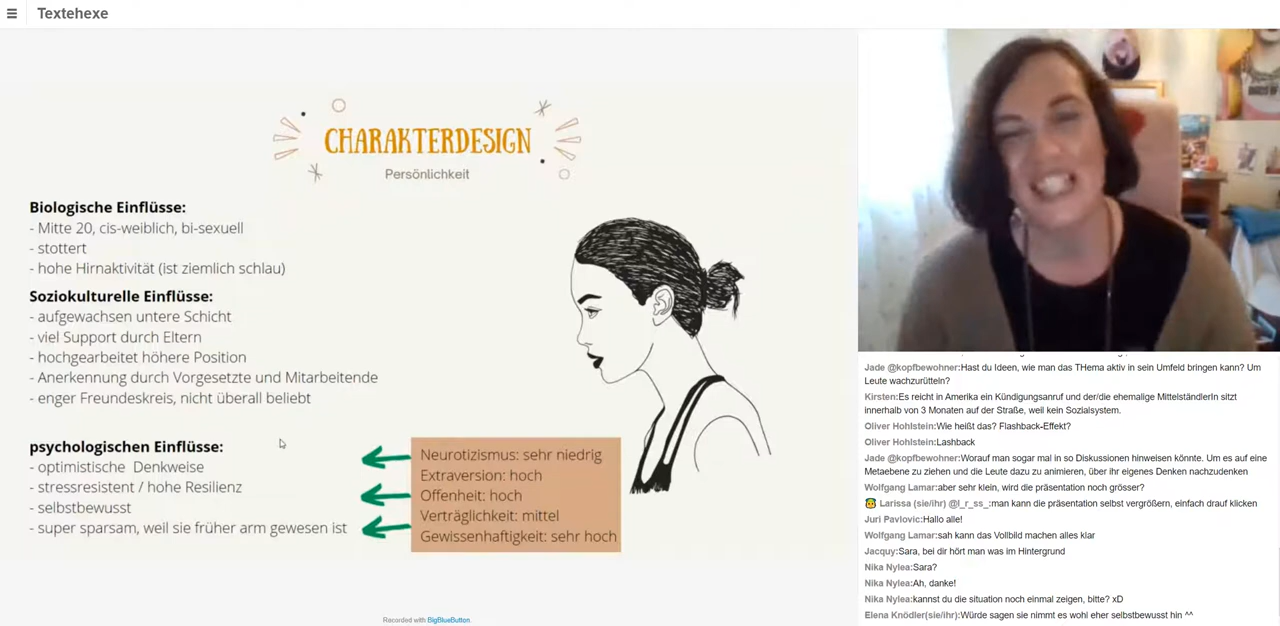 Textehexe
CHARAKTERDESIGN
Persönlichkeit
Biologische Einflüsse:
- Mitte 20, cis-weiblich, bi-sexuell
- stottert
- hohe Hirnaktivität (ist ziemlich schlau)
Soziokulturelle Einflüsse:
- aufgewachsen untere Schicht
- viel Support durch Eltern
- hochgearbeitet höhere Position
- Anerkennung durch Vorgesetzte und Mitarbeitende
- enger Freundeskreis, nicht überall beliebt
psychologischen Einflüsse:
- optimistische Denkweise
- stressresistent / hohe Resilienz
- selbstbewusst
- super sparsam, weil sie früher arm gewesen ist
Neurotizismus: sehr niedrig
Extraversion: hoch
Offenheit: hoch
Verträglichkeit: mittel
Gewissenhaftigkeit: sehr hoch
Recorded with BigBlueButton.
Jade @kopfbewohner:Hast du Ideen, wie man das THema aktiv in sein Umfeld bringen kann? Um
Leute wachzurütteln?
Kirsten:Es reicht in Amerika ein Kündigungsanruf und der/die ehemalige MittelständlerIn sitzt
innerhalb von 3 Monaten auf der Straße, weil kein Sozialsystem.
Oliver Hohlstein:Wie heißt das? Flashback-Effekt?
Oliver Hohlstein:Lashback
Jade @kopfbewohner:Worauf man sogar mal in so Diskussionen hinweisen könnte. Um es auf eine
Metaebene zu ziehen und die Leute dazu zu animieren, über ihr eigenes Denken nachzudenken
Wolfgang Lamar:aber sehr klein, wird die präsentation noch grösser?
Larissa (sie/ihr) @l_r_ss_:man kann die präsentation selbst vergrößern, einfach drauf klicken
Juri Pavlovic:Hallo alle!
Wolfgang Lamar:sah kann das Vollbild machen alles klar
Jacquy:Sara, bei dir hört man was im Hintergrund
Nika Nylea:Sara?
Nika Nylea:Ah, danke!
Nika Nylea:kannst du die situation noch einmal zeigen, bitte? xD
Elena Knödler(sie/ihr):Würde sagen sie nimmt es wohl eher selbstbewusst hin ^^